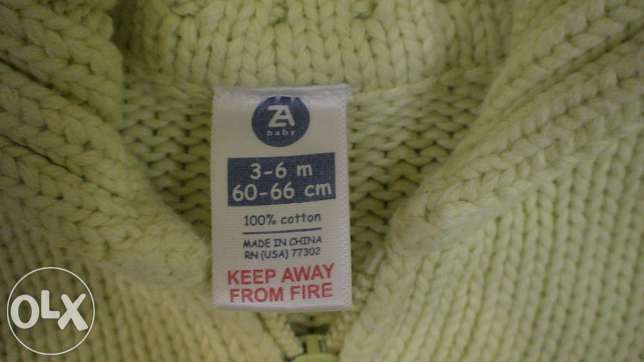 ZA
baby
3-6 m
60-66 cm
100% cotton
MADE IN CHINA
RN (USA) 77302
KEEP AWAY
FROM FIRE
OLX